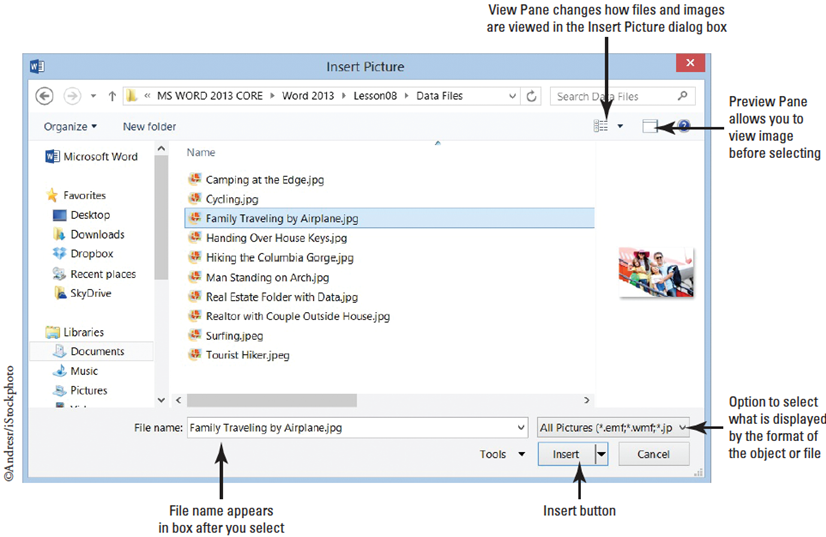 View Pane changes how files and images
are viewed in the Insert Picture dialog box
Insert Picture
« MS WORD 2013 CORE Word 2013 Lesson08 Data Files
Search Data Files
Organize
New folder
Preview Pane
allows you to
view image
before selecting
Microsoft Word
Favorites
Desktop
Downloads
Dropbox
Recent places
SkyDrive
Libraries
Documents
Music
Pictures
Name
Camping at the Edge.jpg
Cycling.jpg
Family Traveling by Airplane.jpg
Handing Over House Keys.jpg
Hiking the Columbia Gorge.jpg
Man Standing on Arch.jpg
Real Estate Folder with Data.jpg
Realtor with Couple Outside House.jpg
Surfing.jpeg
Tourist Hiker.jpeg
File name: Family Traveling by Airplane.jpg
All Pictures (*.emf;*.wmf;*.jp
Tools
Insert
Cancel
Option to select
what is displayed
by the format of
the object or file
File name appears
in box after you select
Insert button
©Andresr/iStockphoto